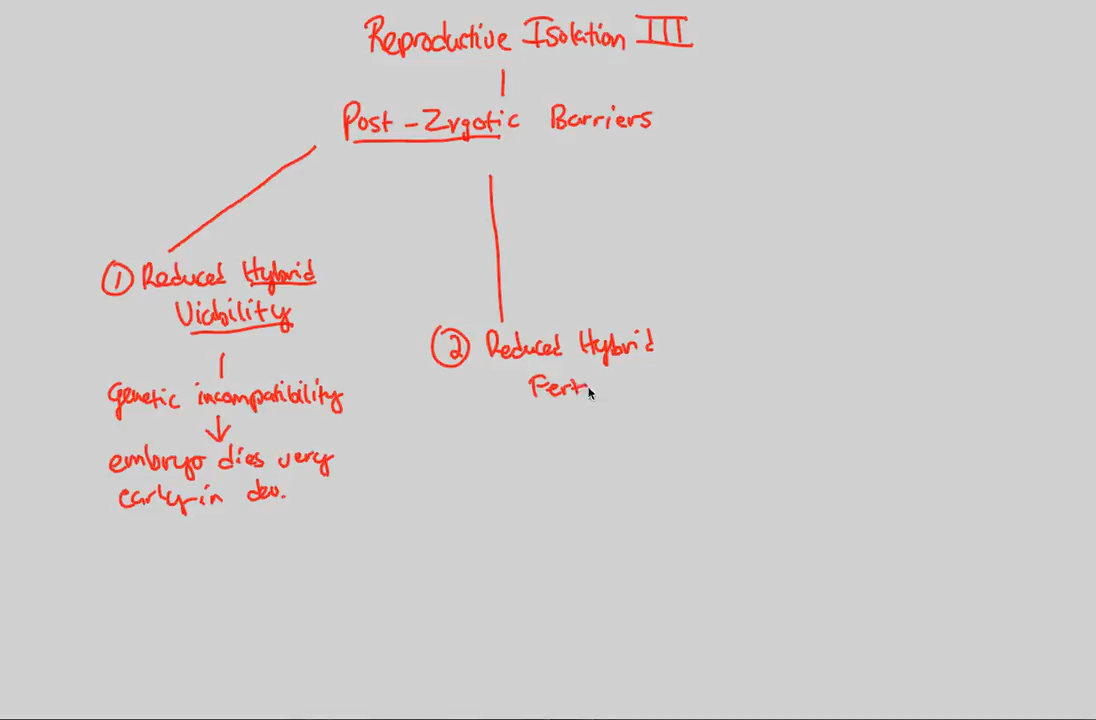 Reproductive Isolation III
Post-Zygotic Barriers
① Reduced Hybrid
Viability
Genetic incompatibility
embryo dies very
early in dev.
② Reduced Hybrid
Fert